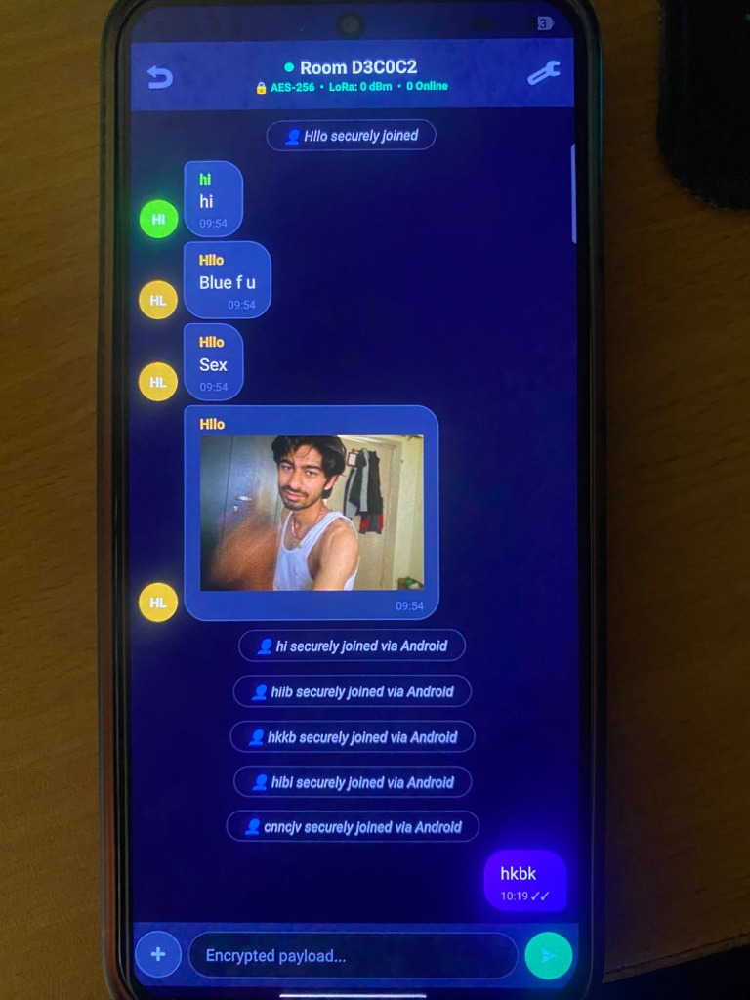 3
Room D3C0C2
AES-256 • LoRa: 0 dBm • 0 Online
Hllo securely joined
hi
HI
hi
09:54
Hllo
HL
Blue f u
09:54
Hllo
HL
Sex
09:54
Hllo
HL
09:54
hi securely joined via Android
hiib securely joined via Android
hkkb securely joined via Android
hibi securely joined via Android
cnncjv securely joined via Android
hkbk
10:19 ✓✓
+
Encrypted payload...